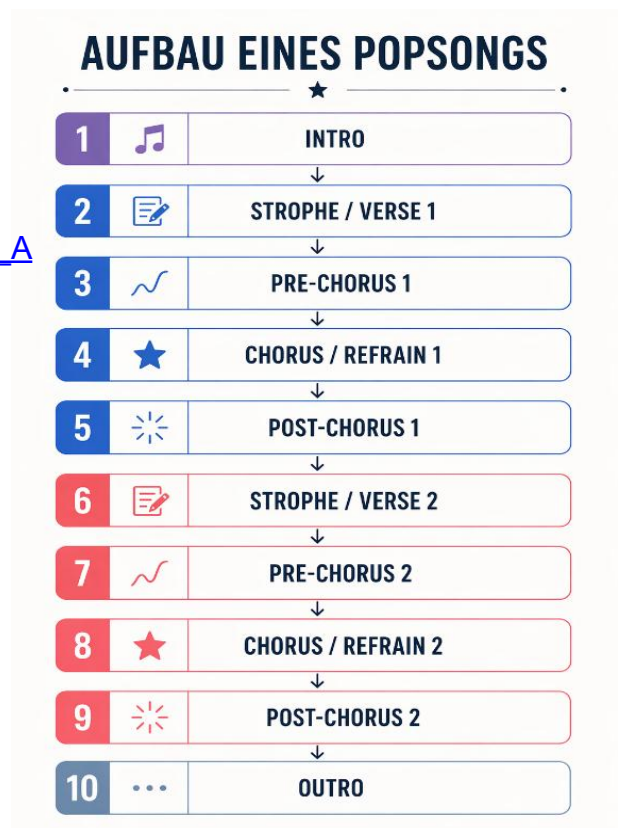 AUFBAU EINES POPSONGS
1 INTRO
2 STROPHE / VERSE 1
_A
3 PRE-CHORUS 1
4 CHORUS / REFRAIN 1
5 POST-CHORUS 1
6 STROPHE / VERSE 2
7 PRE-CHORUS 2
8 CHORUS / REFRAIN 2
9 POST-CHORUS 2
10 OUTRO